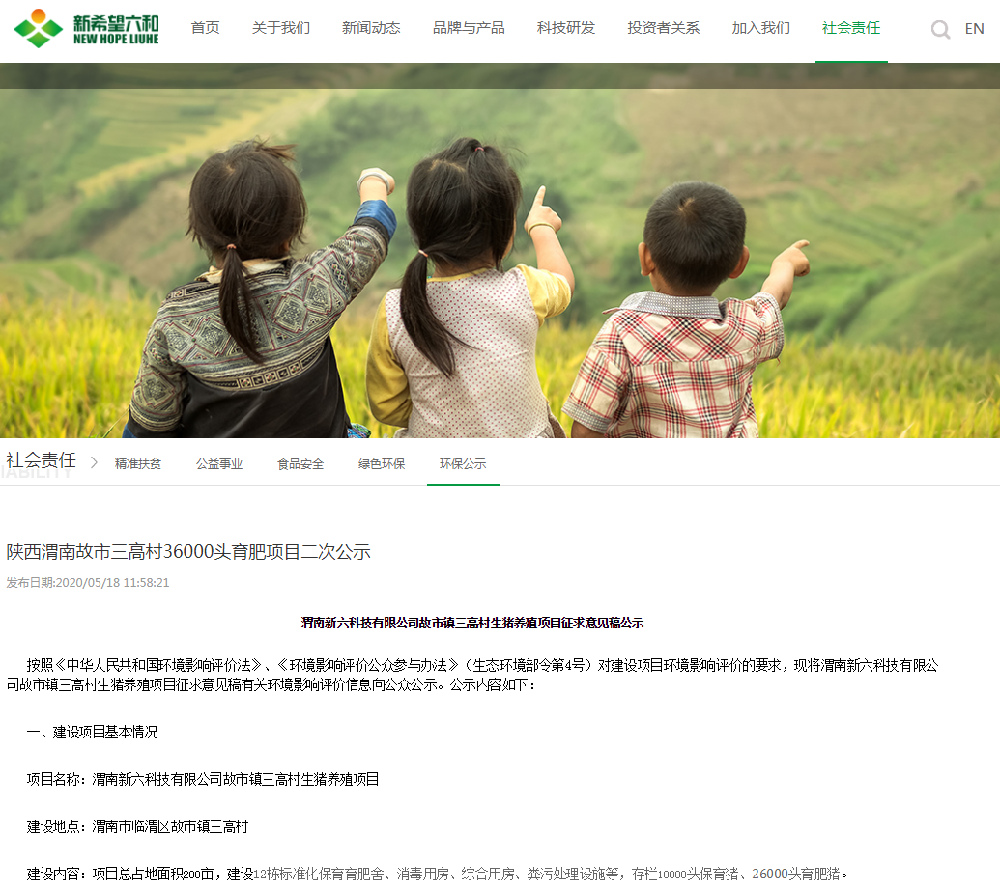 新希望六和
NEW HOPE LIUHE
首页 关于我们 新闻动态 品牌与产品 科技研发 投资者关系 加入我们 社会责任 EN
社会责任 精准扶贫 公益事业 食品安全 绿色环保 环保公示
IABILITY
陕西渭南故市三高村36000头育肥项目二次公示
发布日期:2020/05/18 11:58:21
渭南新六科技有限公司故市镇三高村生猪养殖项目征求意见稿公示
按照《中华人民共和国环境影响评价法》、《环境影响评价公众参与办法》（生态环境部令第4号）对建设项目环境影响评价的要求，现将渭南新六科技有限公
司故市镇三高村生猪养殖项目征求意见稿有关环境影响评价信息向公众公示。公示内容如下：
一、建设项目基本情况
项目名称：渭南新六科技有限公司故市镇三高村生猪养殖项目
建设地点：渭南市临渭区故市镇三高村
建设内容：项目总占地面积200亩，建设12栋标准化保育育肥舍、消毒用房、综合用房、粪污处理设施等，存栏10000头保育猪、26000头育肥猪。